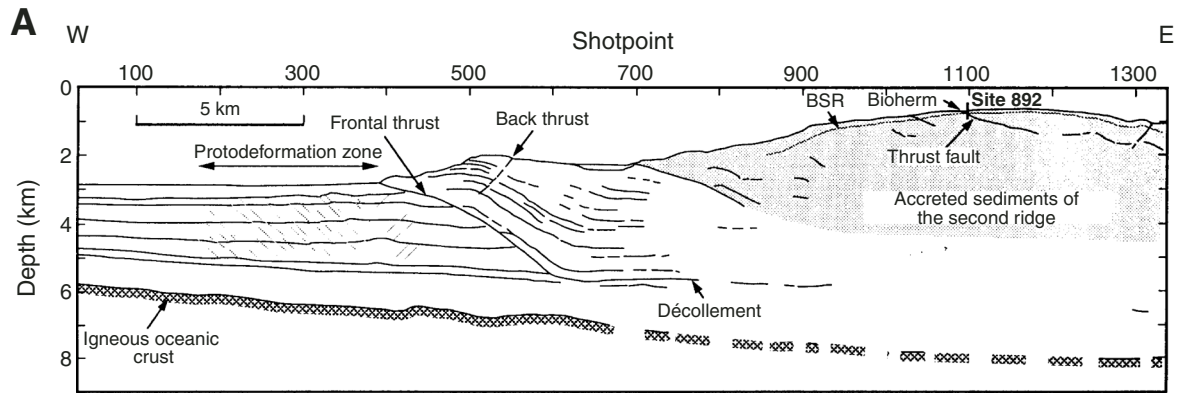 A
W
E
Shotpoint
100 300 500 700 900 1100 1300
0
2
4
6
8
Depth (km)
5 km
Protodeformation zone
Frontal thrust
Back thrust
BSR
Bioherm
Site 892
Thrust fault
Accreted sediments of
the second ridge
Décollement
Igneous oceanic
crust